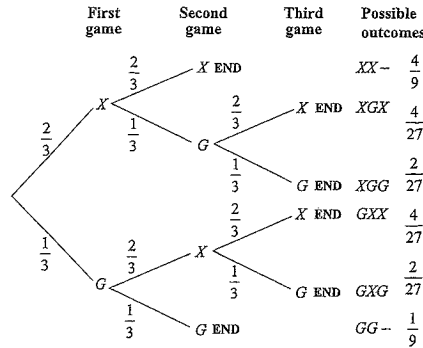 First Second Third Possible
game game game outcomes
2/3 X END XX- 4/9
X 2/3 X END XGX 4/27
2/3 1/3 G
1/3 G END XGG 2/27
2/3 X END GXX 4/27
1/3 2/3 X
G 1/3 G END GXG 2/27
1/3 G END GG- 1/9